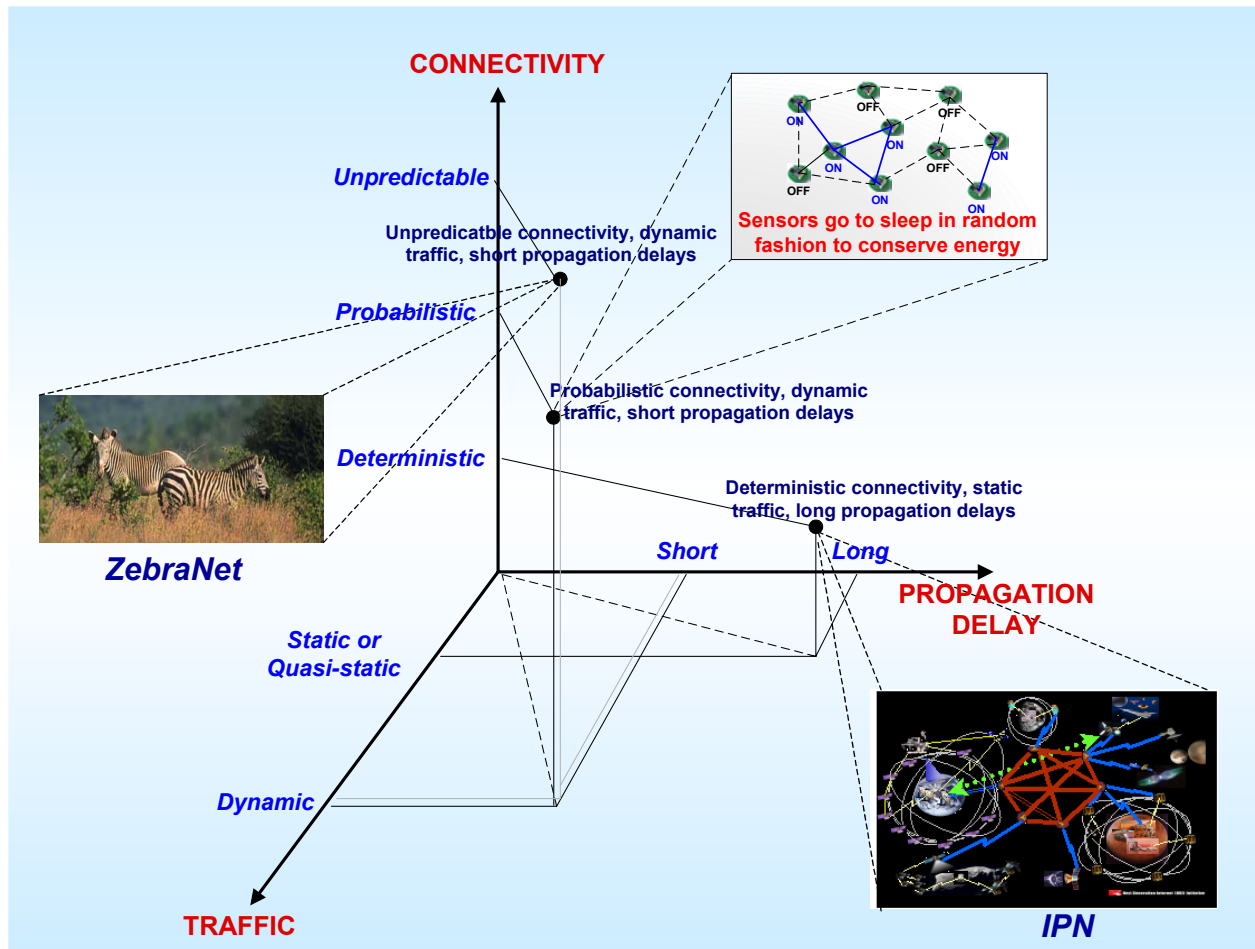 CONNECTIVITY
Unpredictable
Unpredicatble connectivity, dynamic
traffic, short propagation delays
Probabilistic
OFF
OFF
ON
ON
ON
OFF
ON
OFF
ON
ON
Sensors go to sleep in random
fashion to conserve energy
Probabilistic connectivity, dynamic
traffic, short propagation delays
Deterministic
Deterministic connectivity, static
traffic, long propagation delays
ZebraNet
Short
Long
PROPAGATION
DELAY
Static or
Quasi-static
Dynamic
TRAFFIC
IPN